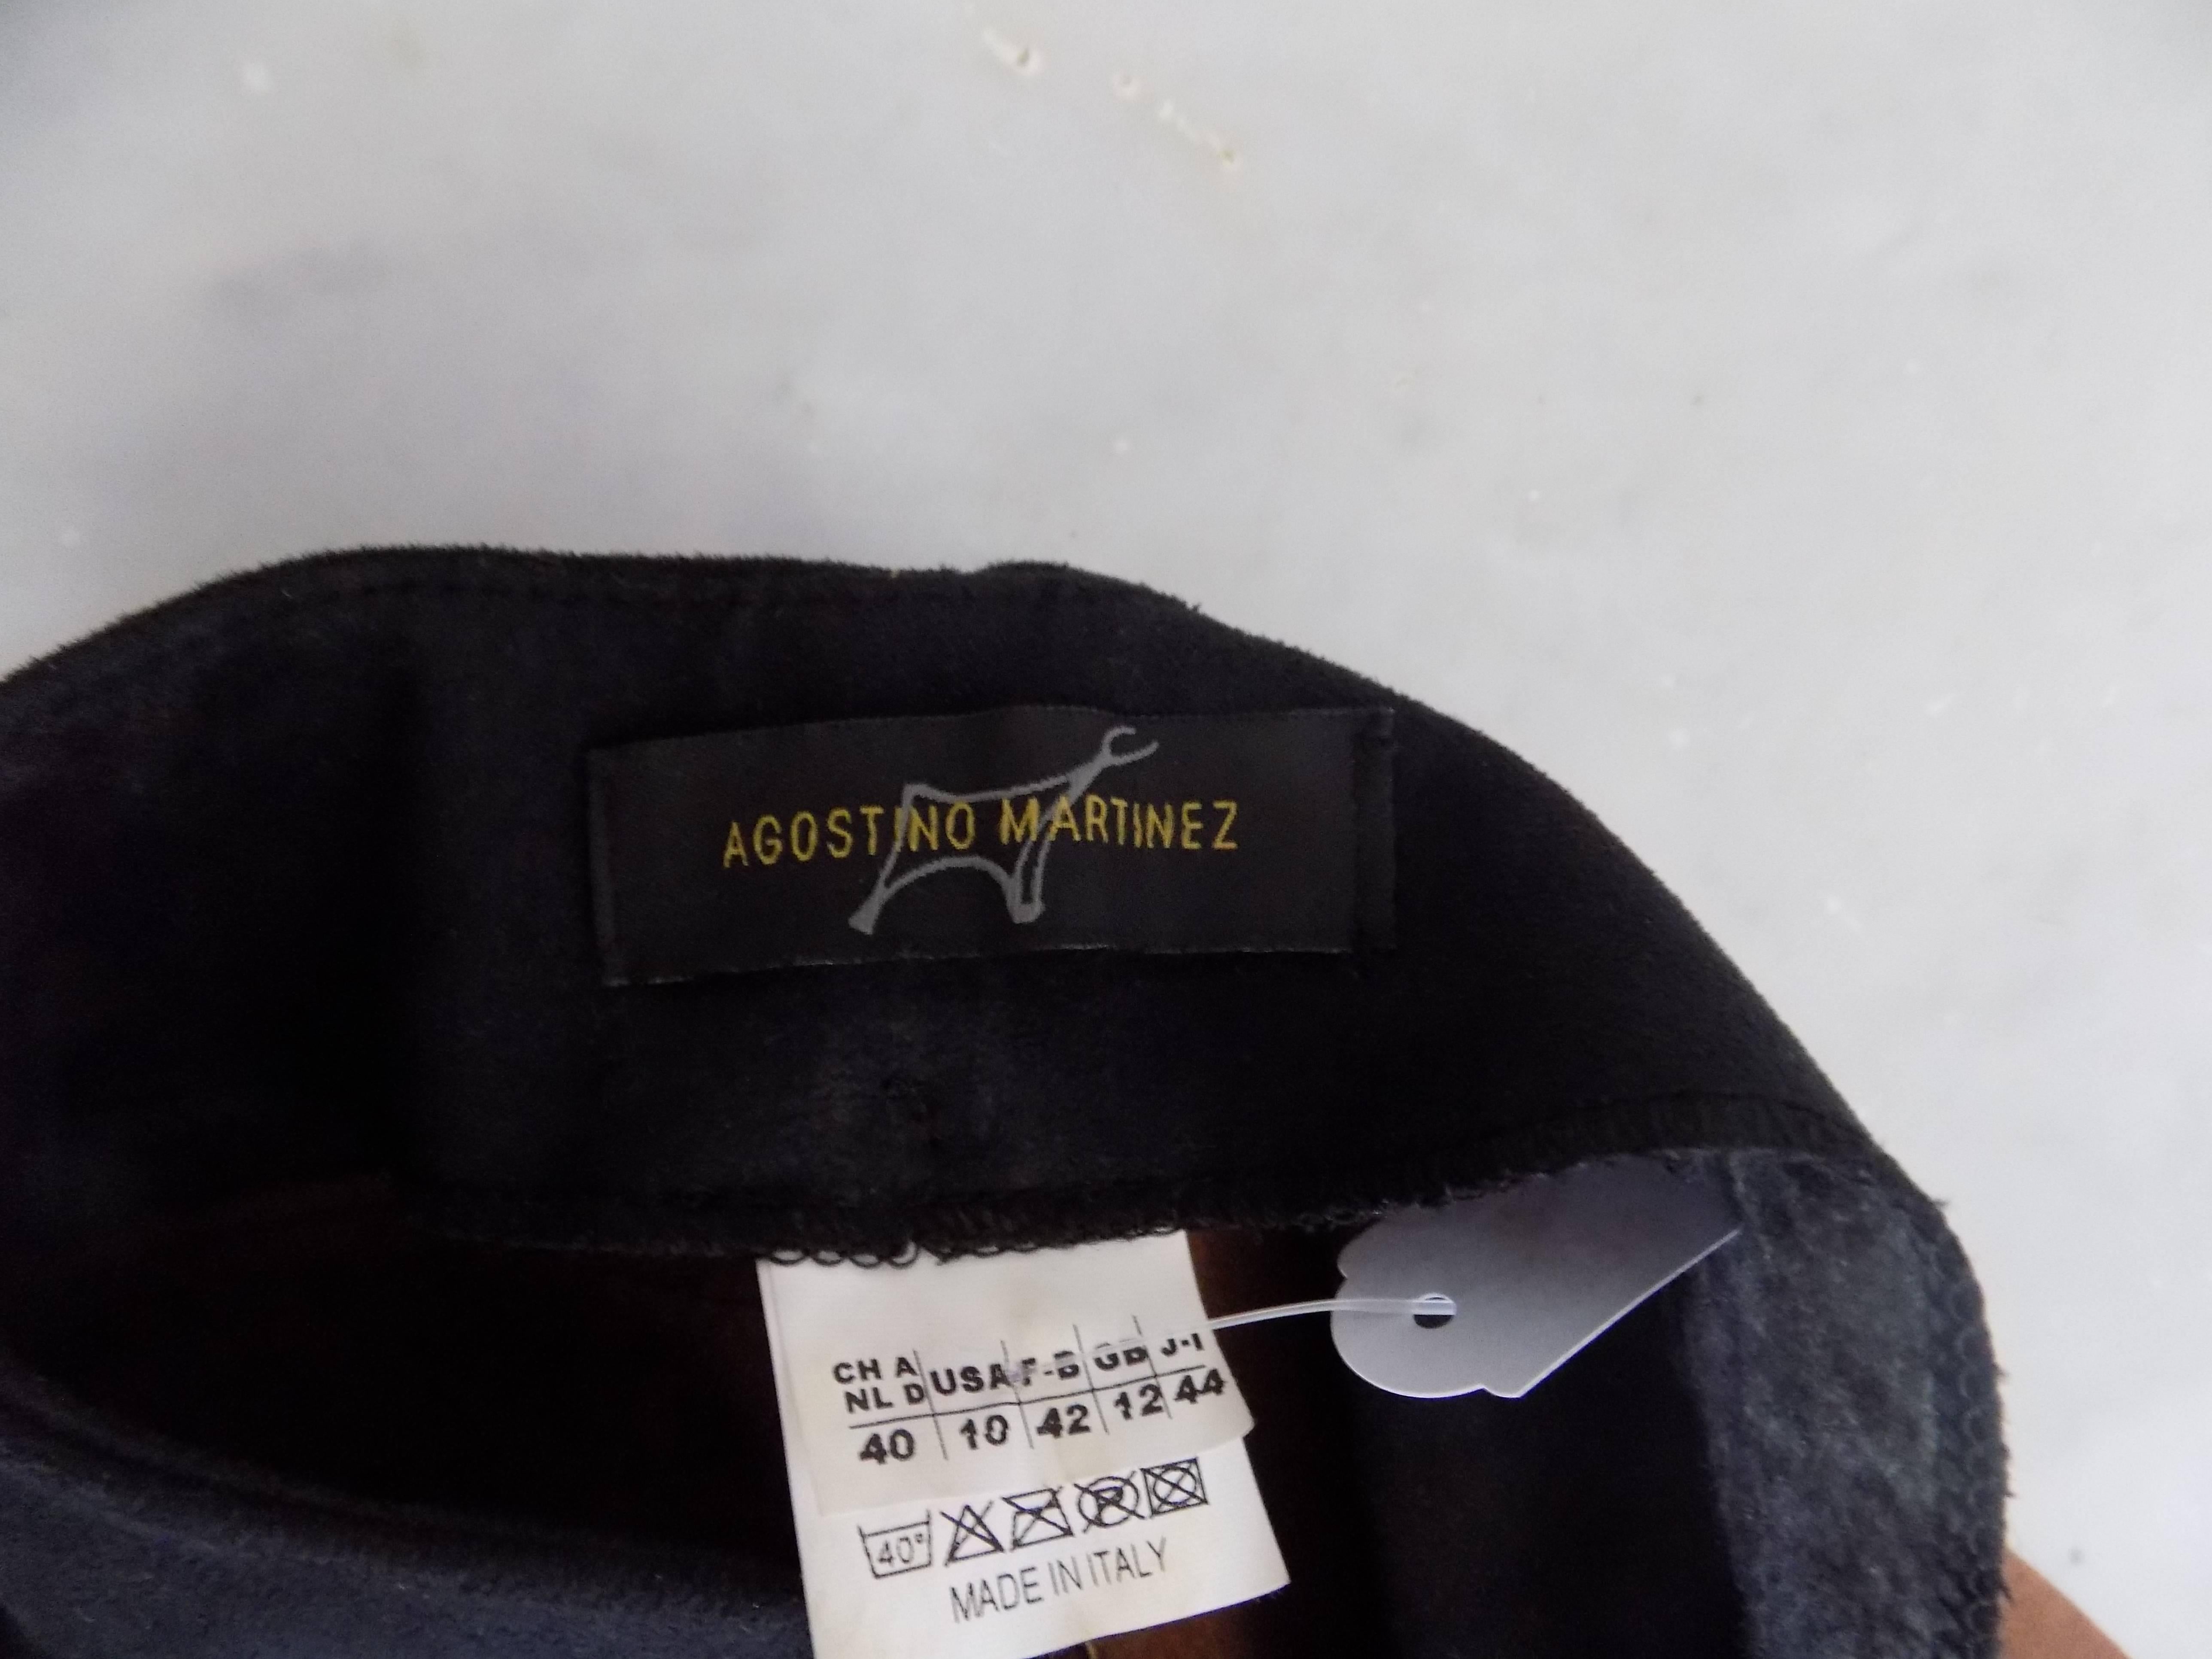 AGOSTINO MARTINEZ
CH A USA F-B GB J-I
NL D
40 10 42 12 44
40°
MADE IN ITALY